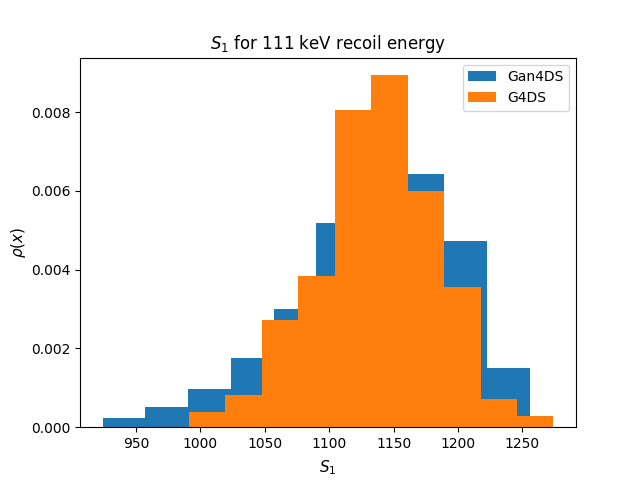 S₁ for 111 keV recoil energy
Gan4DS
G4DS
ρ(x)
0.008
0.006
0.004
0.002
0.000
950 1000 1050 1100 1150 1200 1250
S₁